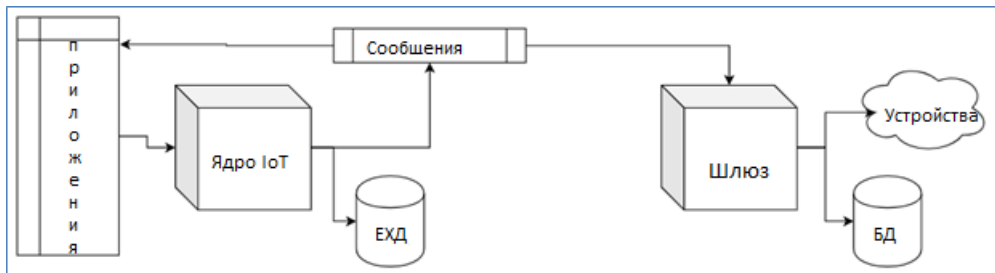 приложения
Сообщения
Ядро IoT
ЕХД
Шлюз
Устройства
БД